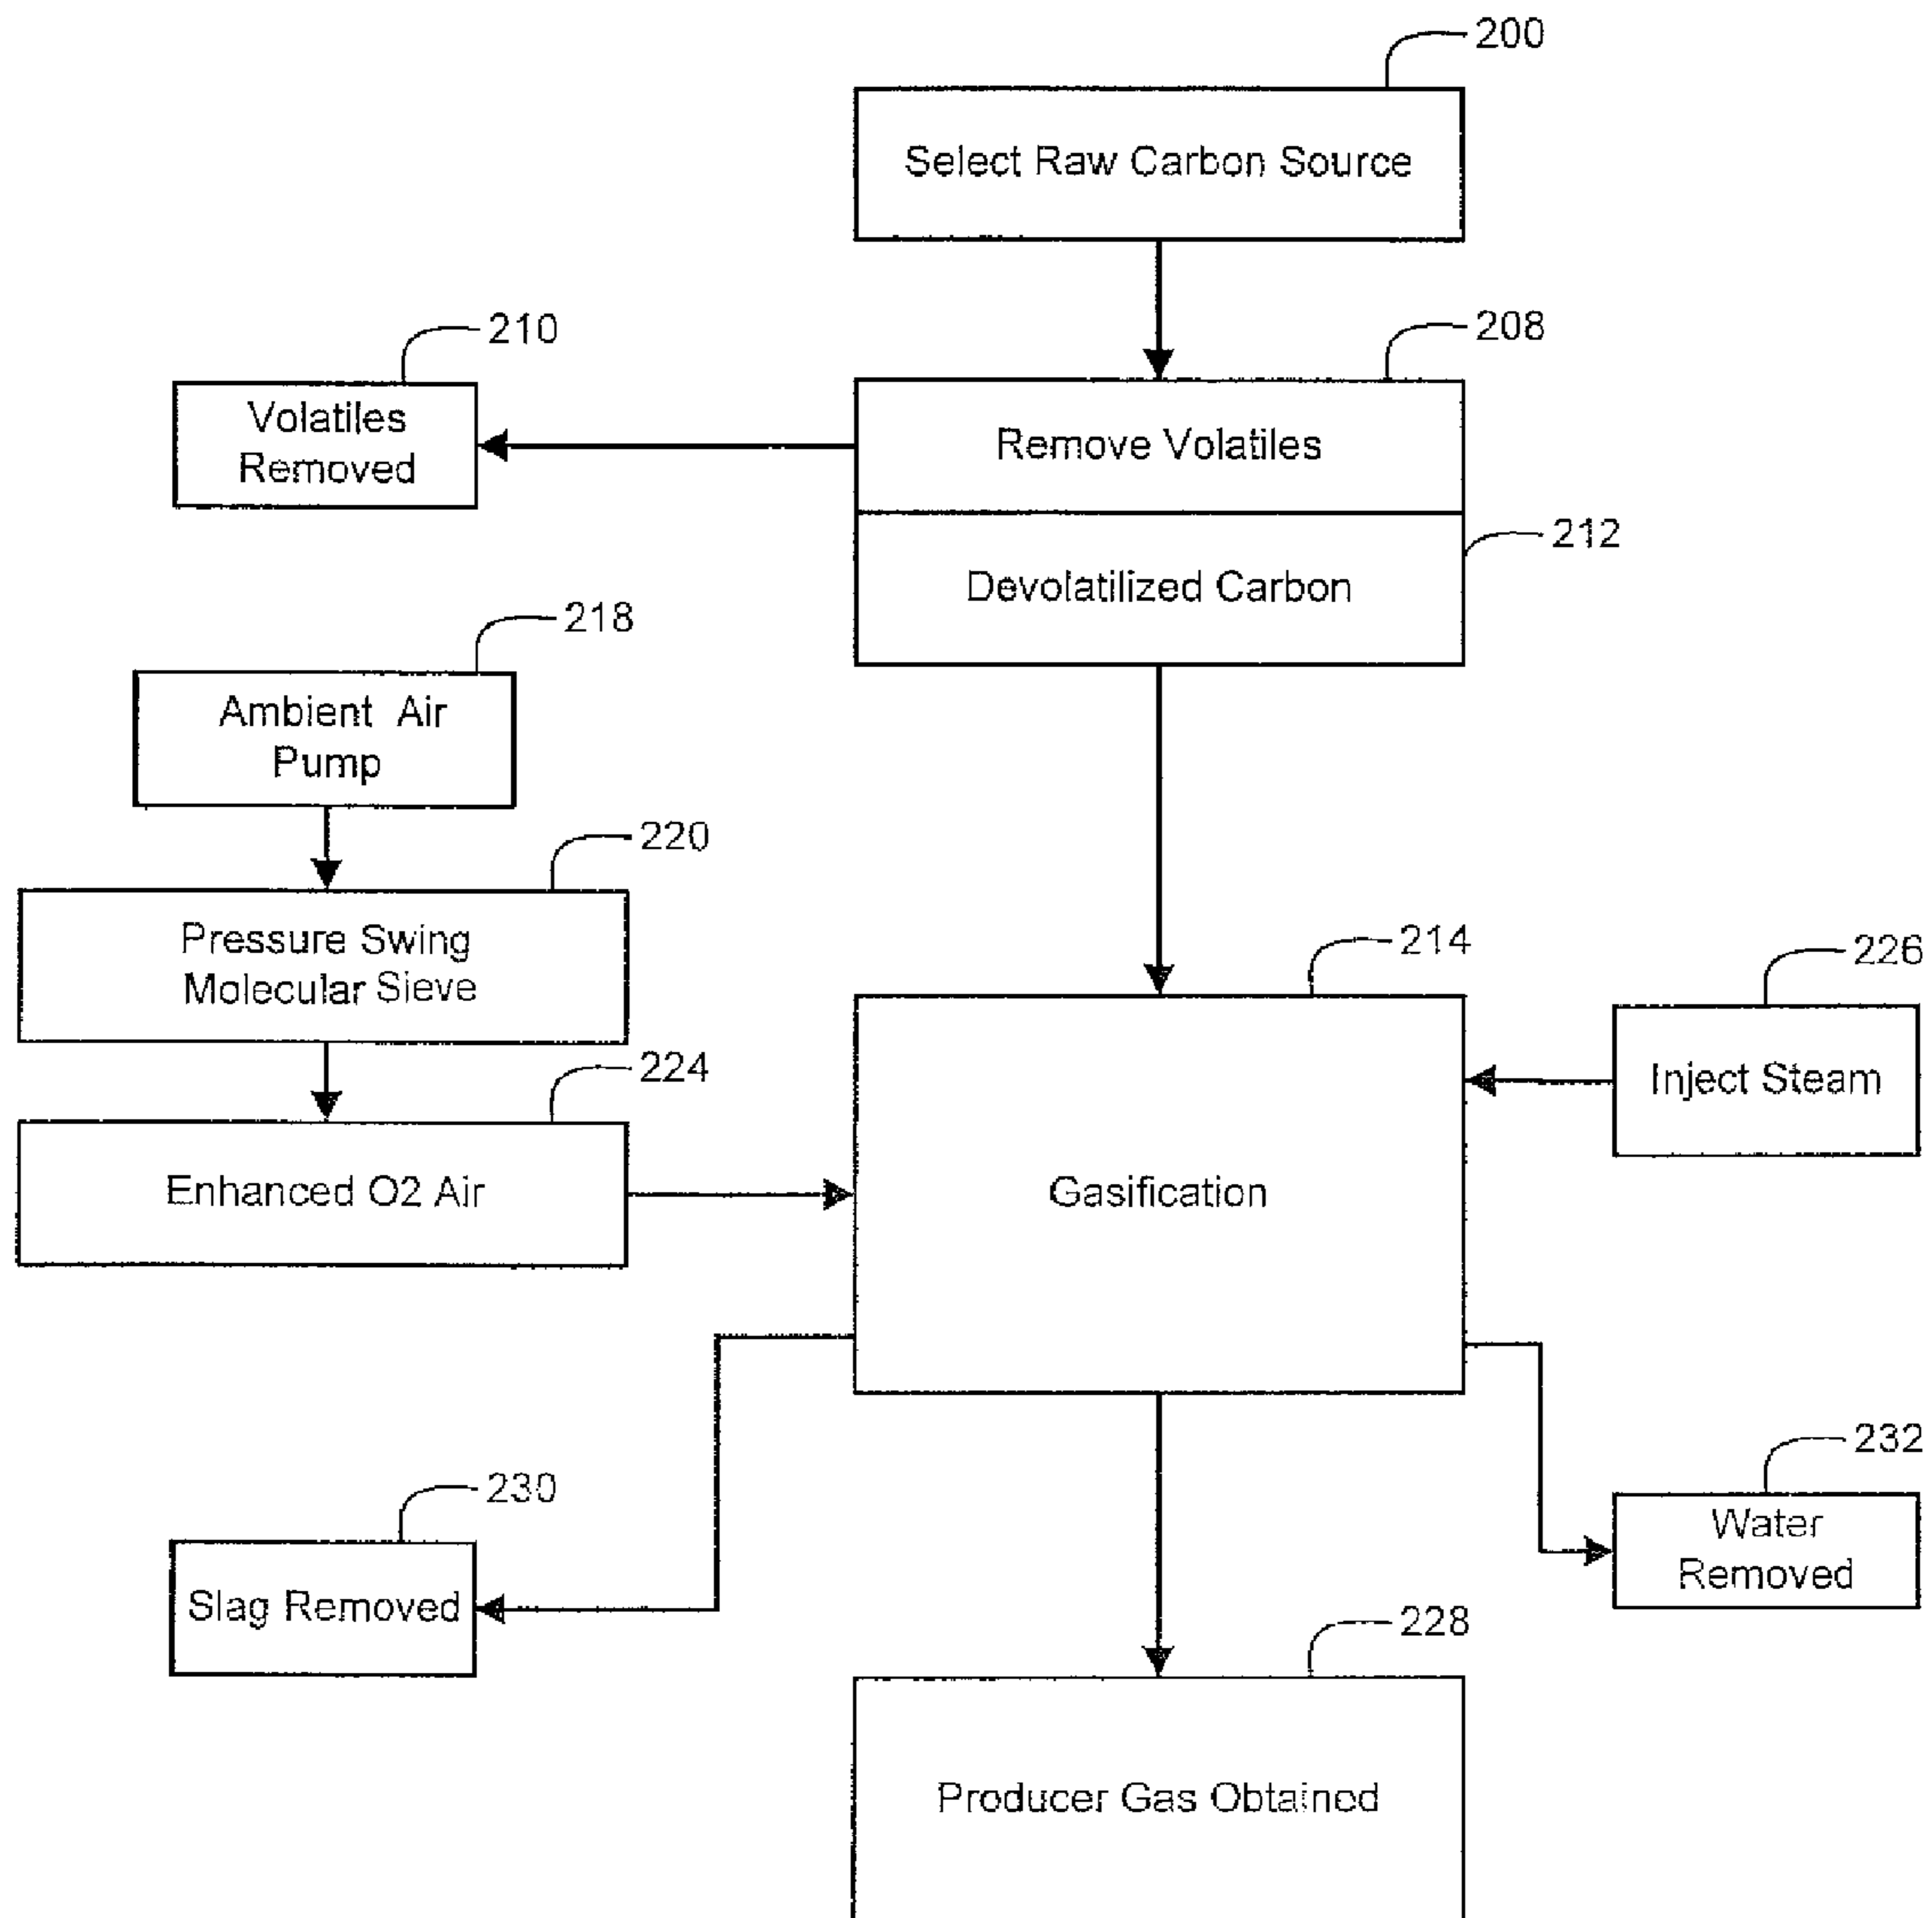 200
Select Raw Carbon Source
210
208
Volatiles
Removed
Remove Volatiles
212
Devolatilized Carbon
218
Ambient Air
Pump
220
Pressure Swing
Molecular Sieve
214
226
224
Inject Steam
Enhanced O2 Air
Gasification
232
230
Water
Removed
Slag Removed
228
Producer Gas Obtained